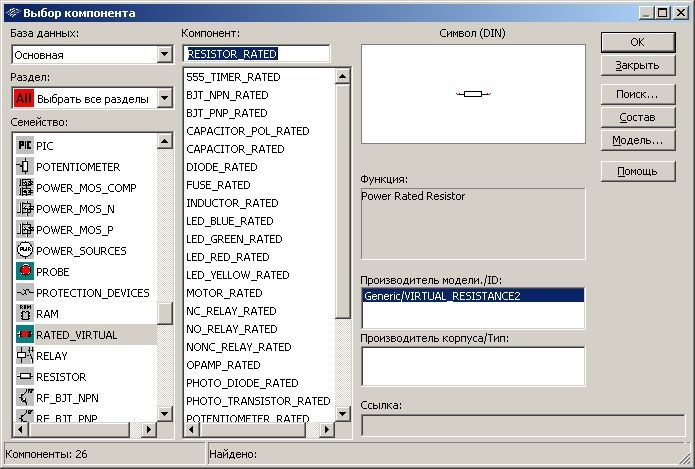 Выбор компонента
База данных:
Основная
Раздел:
All Выбрать все разделы
Семейство:
PIC
POTENTIOMETER
POWER_MOS_COMP
POWER_MOS_N
POWER_MOS_P
POWER_SOURCES
PROBE
PROTECTION_DEVICES
RAM
RATED_VIRTUAL
RELAY
RESISTOR
RF_BJT_NPN
RF_BJT_PNP
Компонент:
RESISTOR_RATED
555_TIMER_RATED
BJT_NPN_RATED
BJT_PNP_RATED
CAPACITOR_POL_RATED
CAPACITOR_RATED
DIODE_RATED
FUSE_RATED
INDUCTOR_RATED
LED_BLUE_RATED
LED_GREEN_RATED
LED_RED_RATED
LED_YELLOW_RATED
MOTOR_RATED
NC_RELAY_RATED
NO_RELAY_RATED
NONC_RELAY_RATED
OPAMP_RATED
PHOTO_DIODE_RATED
PHOTO_TRANSISTOR_RATED
POTENTIOMETER_RATED
Символ (DIN)
Функция:
Power Rated Resistor
Производитель модели./ID:
Generic/VIRTUAL_RESISTANCE2
Производитель корпуса/Тип:
Ссылка:
OK
Закрыть
Поиск...
Состав
Модель...
Помощь
Компоненты: 26
Найдено: